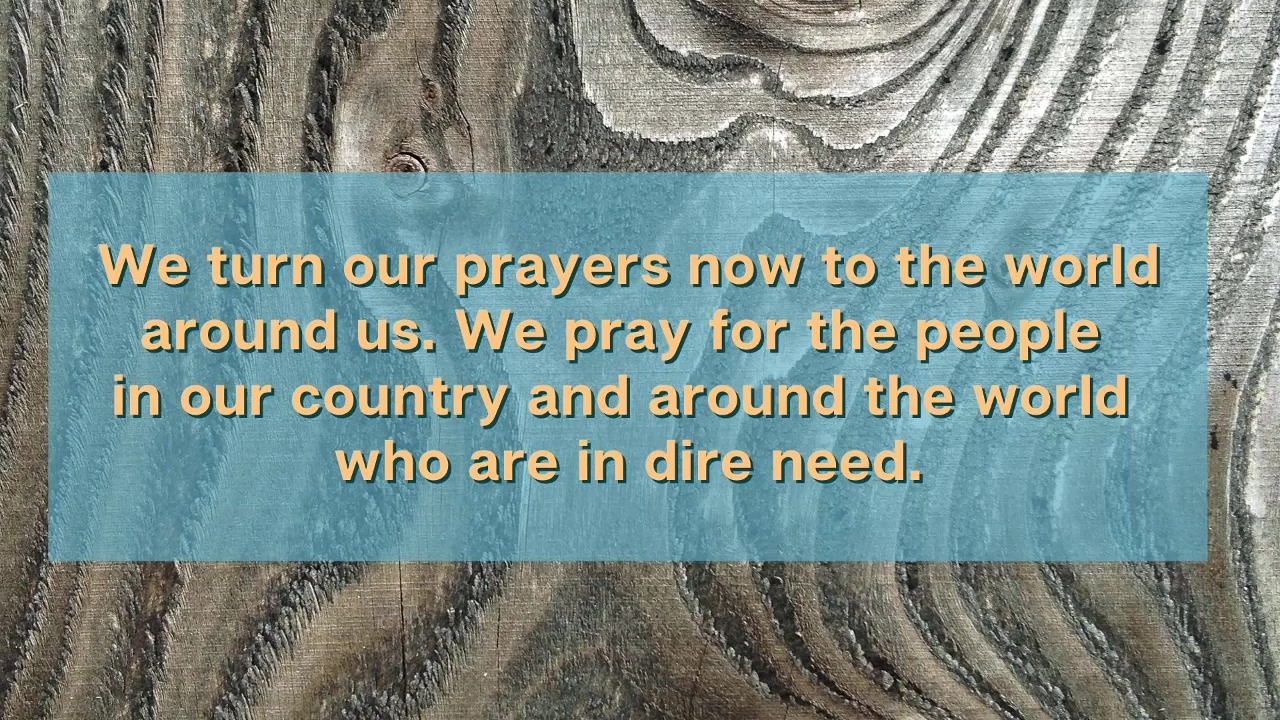 We turn our prayers now to the world
around us. We pray for the people
in our country and around the world
who are in dire need.